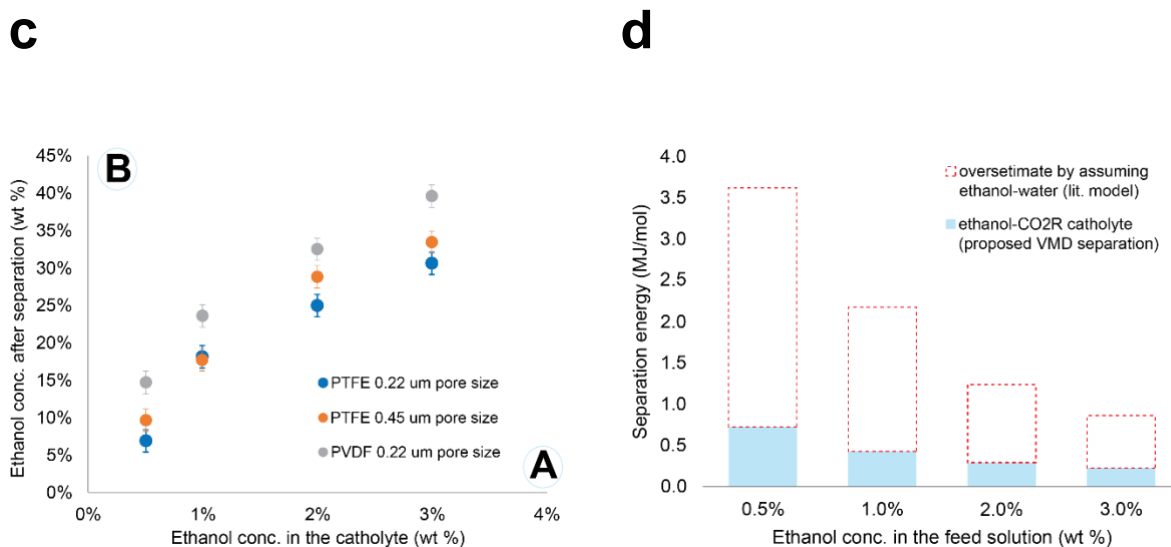 c
d
B
45%
40%
35%
30%
25%
20%
15%
10%
5%
0%
Ethanol conc. after separation (wt %)
PTFE 0.22 um pore size
PTFE 0.45 um pore size
PVDF 0.22 um pore size
A
0%
1%
2%
3%
4%
Ethanol conc. in the catholyte (wt %)
4.0
3.5
3.0
2.5
2.0
1.5
1.0
0.5
0.0
Separation energy (MJ/mol)
oversetimate by assuming
ethanol-water (lit. model)
ethanol-CO2R catholyte
(proposed VMD separation)
0.5%
1.0%
2.0%
3.0%
Ethanol conc. in the feed solution (wt %)